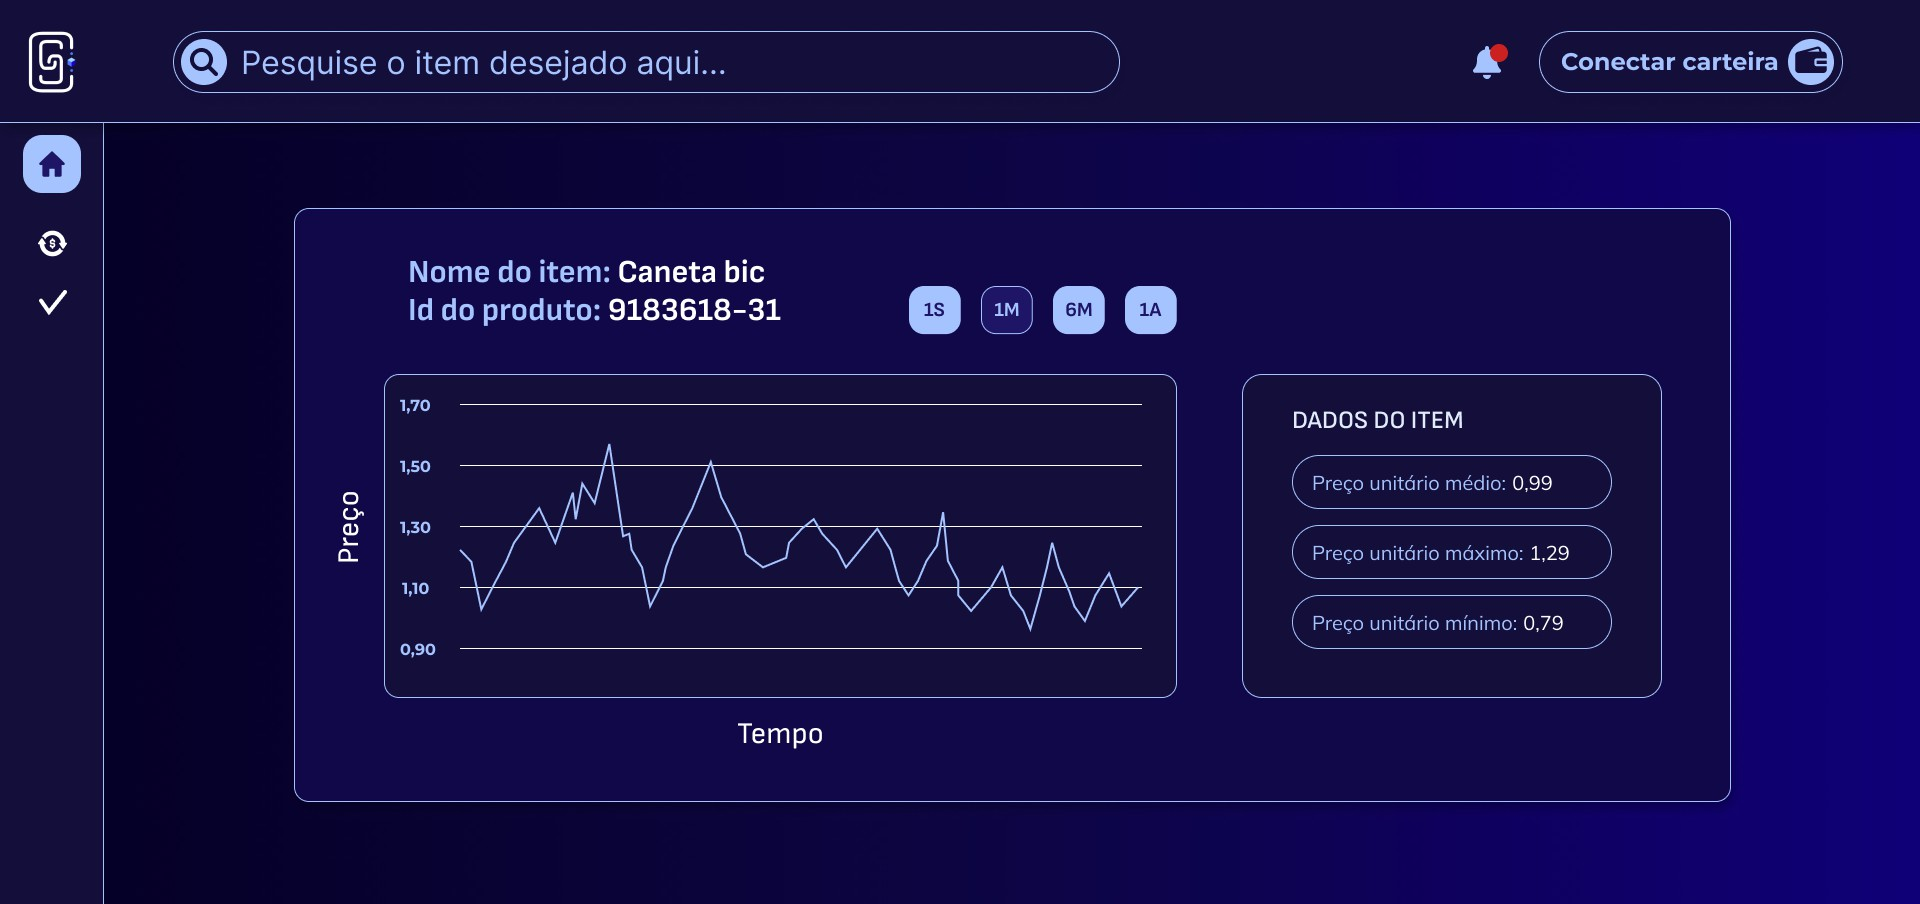 Pesquise o item desejado aqui...
Conectar carteira
$
Nome do item: Caneta bic
Id do produto: 9183618-31
1S
1M
6M
1A
1,70
1,50
1,30
1,10
0,90
Preço
Tempo
DADOS DO ITEM
Preço unitário médio: 0,99
Preço unitário máximo: 1,29
Preço unitário mínimo: 0,79